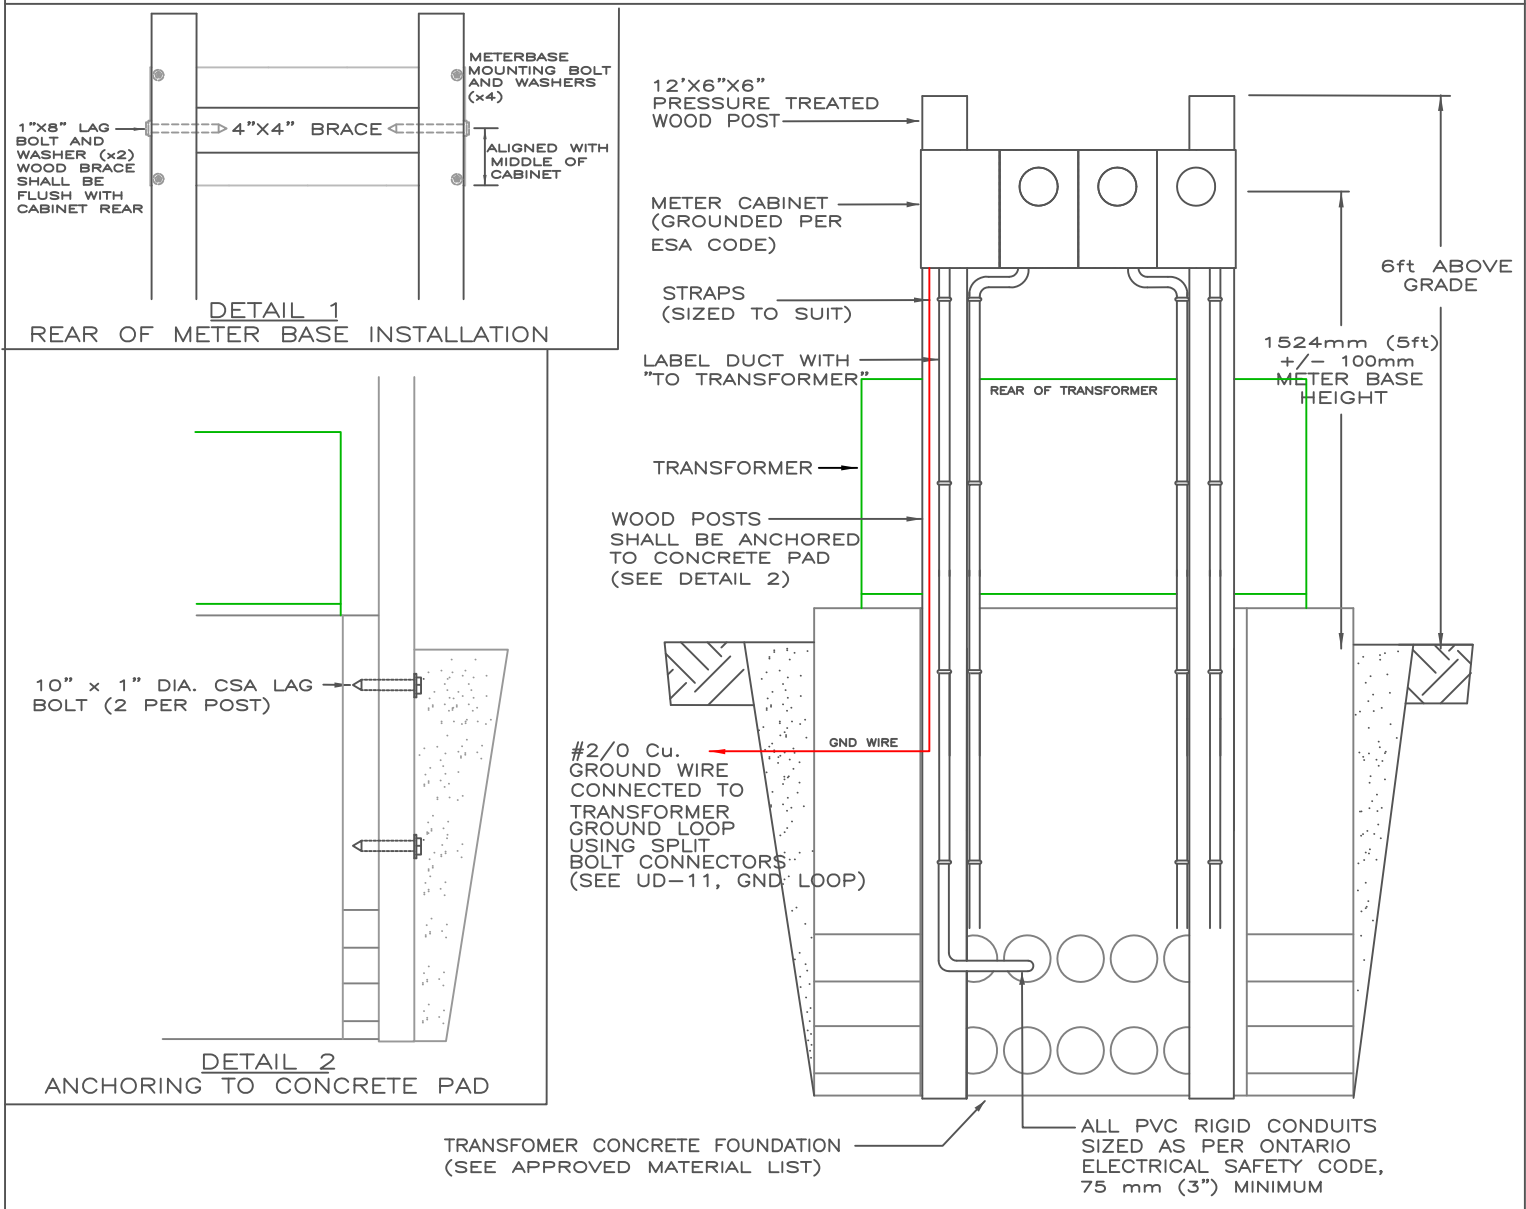 METERBASE
MOUNTING BOLT
AND WASHERS
(x4)
1"X8" LAG
BOLT AND
WASHER (x2)
WOOD BRACE
SHALL BE
FLUSH WITH
CABINET REAR
4"X4" BRACE
ALIGNED WITH
MIDDLE OF
CABINET
DETAIL 1
REAR OF METER BASE INSTALLATION
10" x 1" DIA. CSA LAG
BOLT (2 PER POST)
DETAIL 2
ANCHORING TO CONCRETE PAD
12'X6"X6"
PRESSURE TREATED
WOOD POST
METER CABINET
(GROUNDED PER
ESA CODE)
STRAPS
(SIZED TO SUIT)
LABEL DUCT WITH
"TO TRANSFORMER"
REAR OF TRANSFORMER
TRANSFORMER
WOOD POSTS
SHALL BE ANCHORED
TO CONCRETE PAD
(SEE DETAIL 2)
6ft ABOVE
GRADE
1524mm (5ft)
+/- 100mm
METER BASE
HEIGHT
GND WIRE
#2/0 Cu.
GROUND WIRE
CONNECTED TO
TRANSFORMER
GROUND LOOP
USING SPLIT
BOLT CONNECTORS
(SEE UD-11, GND LOOP)
TRANSFOMER CONCRETE FOUNDATION
(SEE APPROVED MATERIAL LIST)
ALL PVC RIGID CONDUITS
SIZED AS PER ONTARIO
ELECTRICAL SAFETY CODE,
75 mm (3") MINIMUM